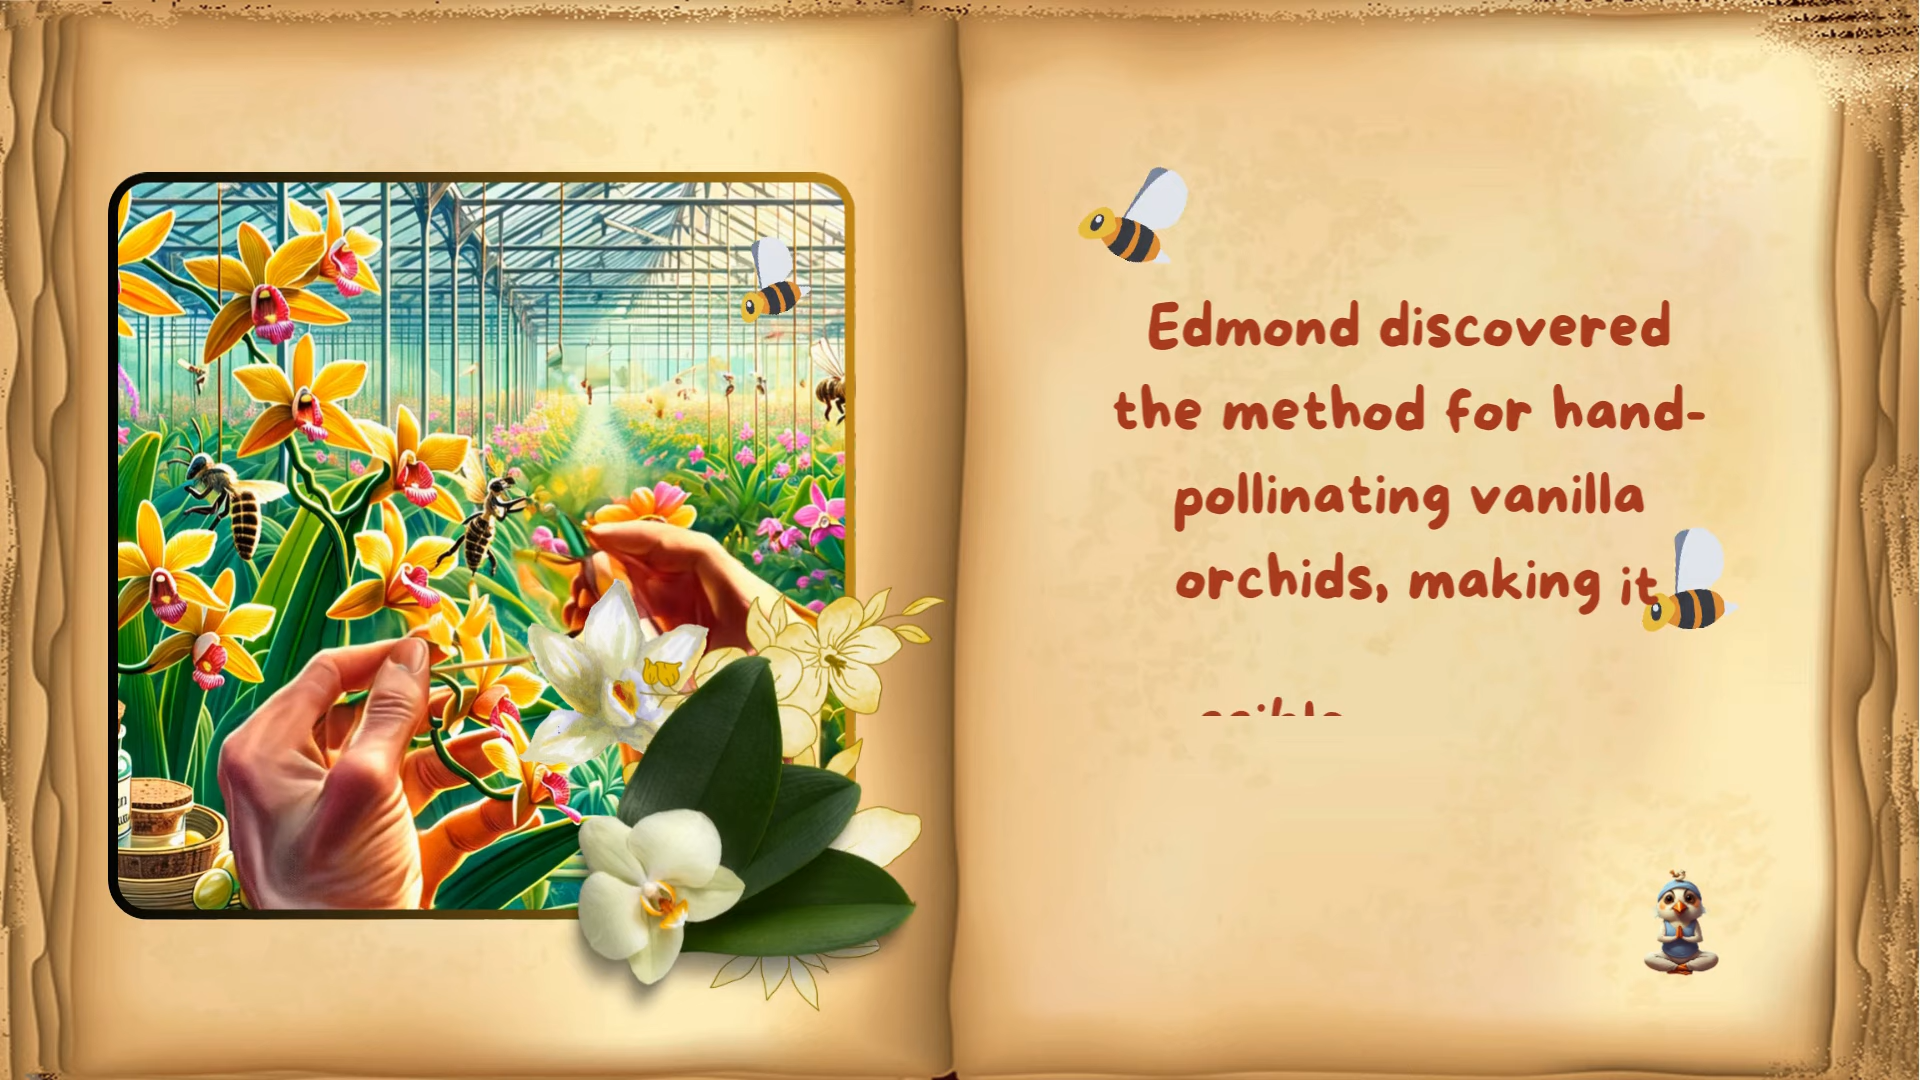 Edmond discovered
the method for hand-
pollinating vanilla
orchids, making it